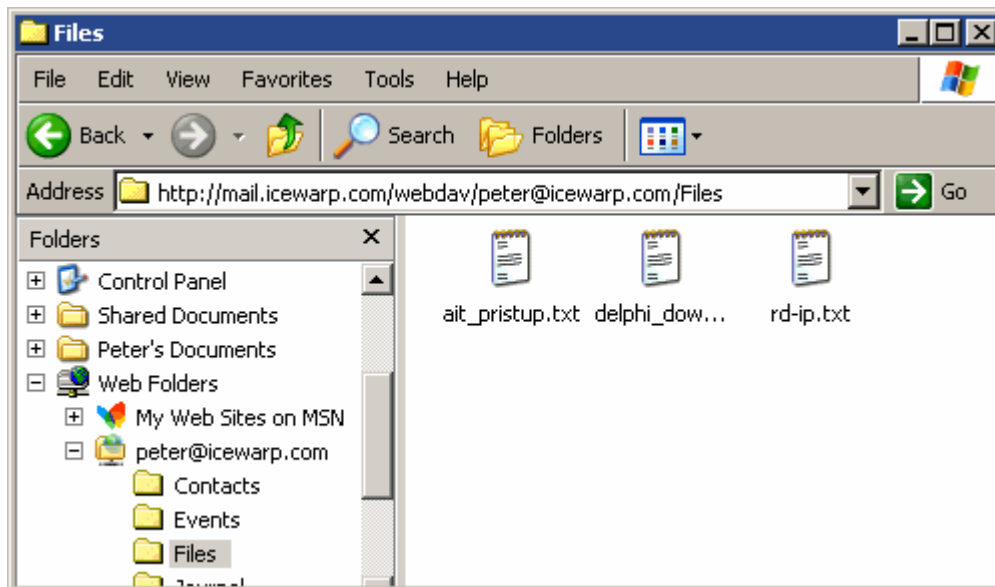 Files
File Edit View Favorites Tools Help
Back Search Folders
Address http://mail.icewarp.com/webdav/peter@icewarp.com/Files Go
Folders
Control Panel
Shared Documents
Peter's Documents
Web Folders
My Web Sites on MSN
peter@icewarp.com
Contacts
Events
Files
ait_pristup.txt delphi_dow... rd-ip.txt